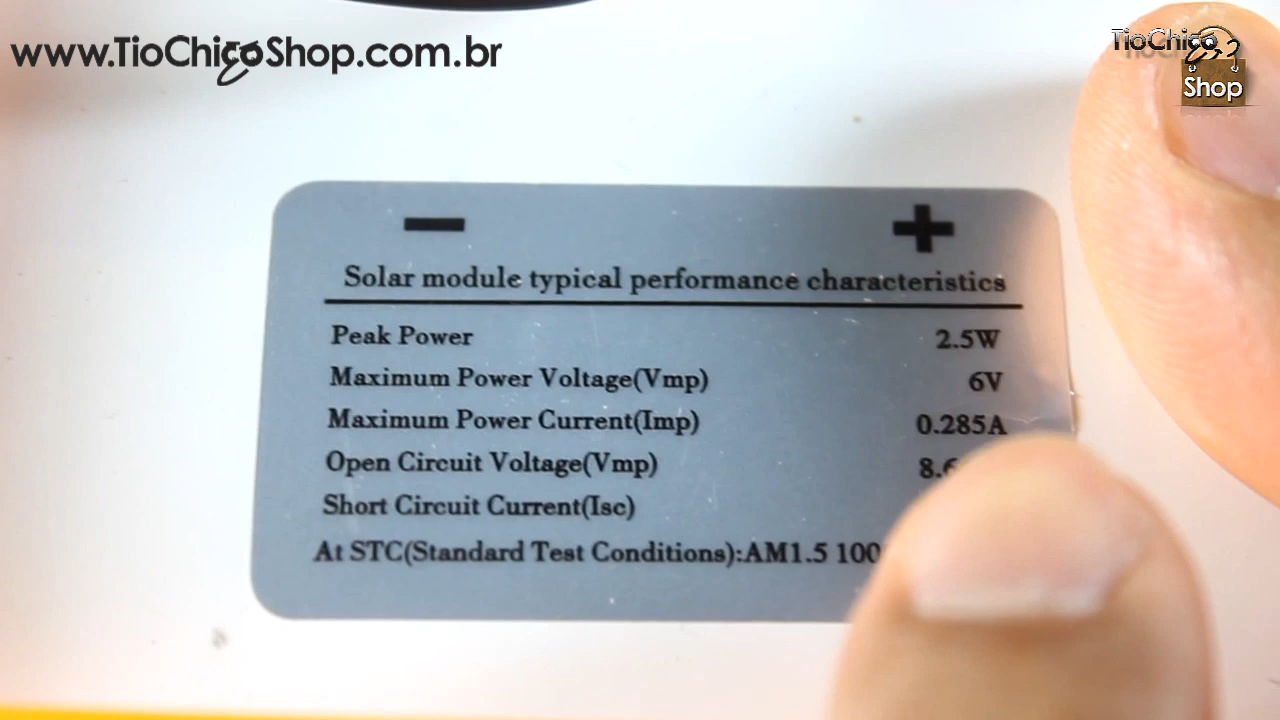 www.TioChicoShop.com.br
TioChico
Shop
− +
Solar module typical performance characteristics
Peak Power 2.5W
Maximum Power Voltage(Vmp) 6V
Maximum Power Current(Imp) 0.285A
Open Circuit Voltage(Vmp)
Short Circuit Current(Isc)
At STC(Standard Test Conditions):AM1.5 100